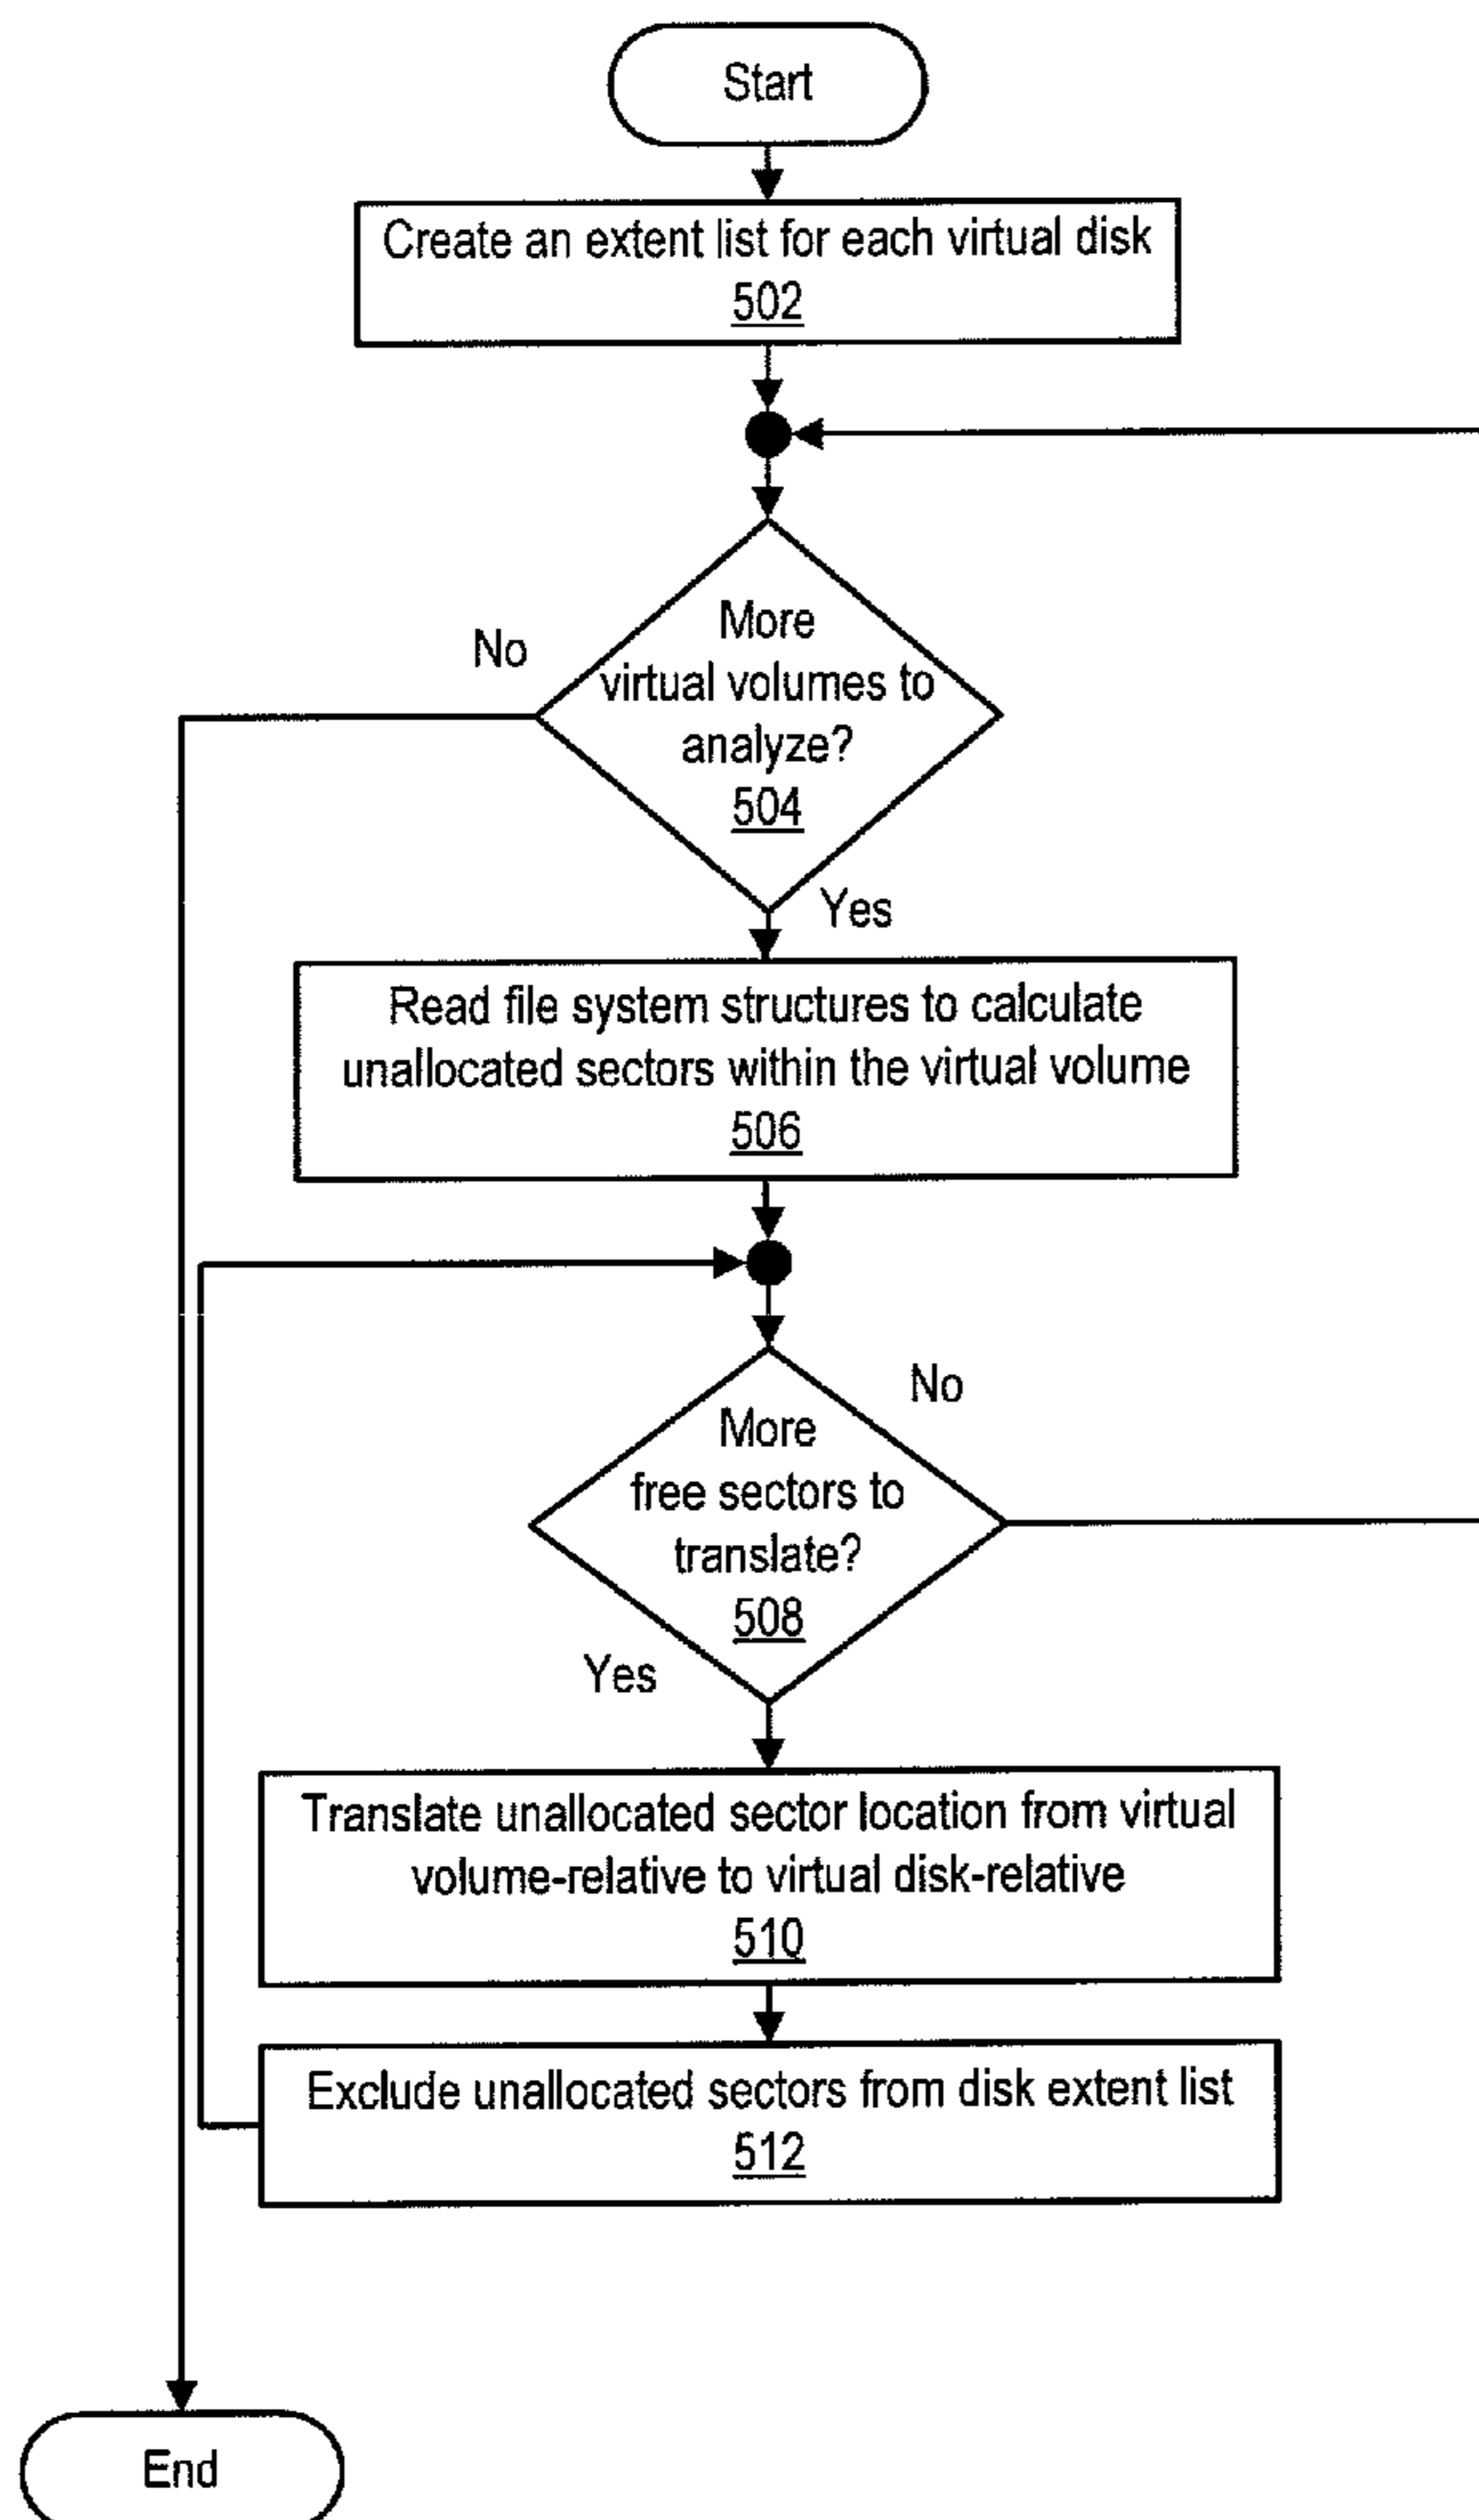 Start
Create an extent list for each virtual disk
502
No
More
virtual volumes to
analyze?
504
Yes
Read file system structures to calculate
unallocated sectors within the virtual volume
506
No
More
free sectors to
translate?
508
Yes
Translate unallocated sector location from virtual
volume-relative to virtual disk-relative
510
Exclude unallocated sectors from disk extent list
512
End